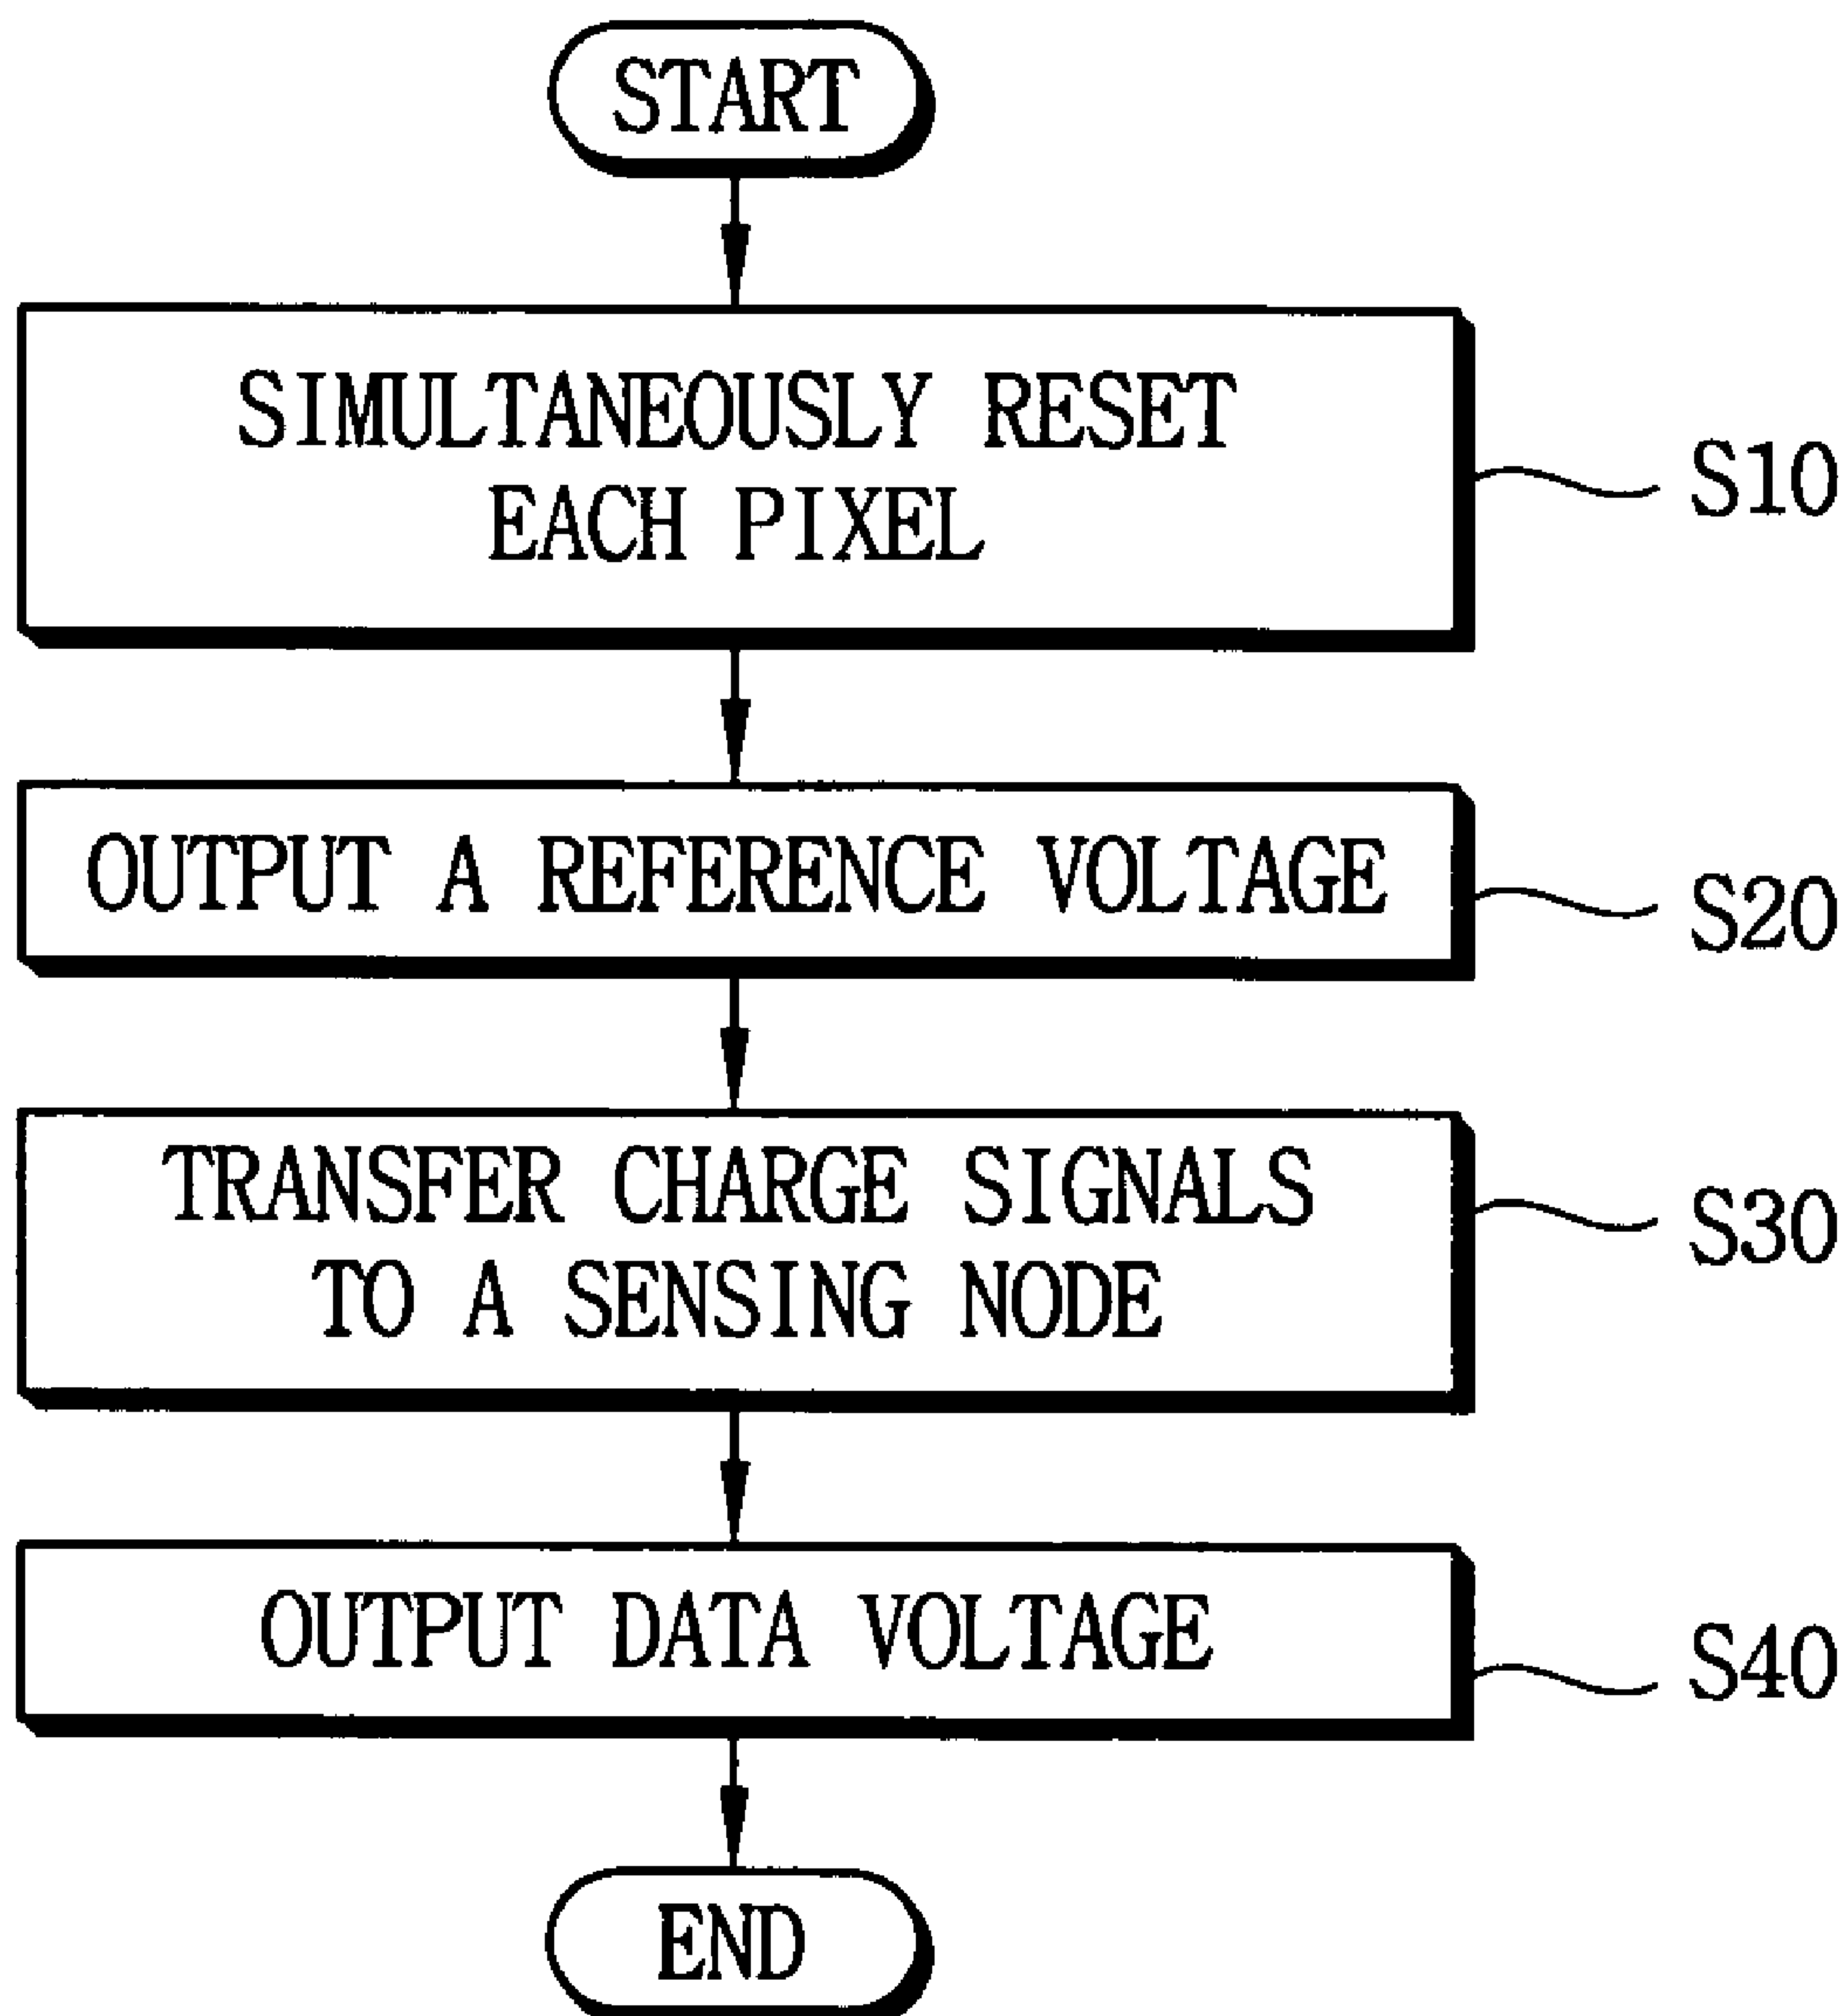 START
SIMULTANEOUSLY RESET
EACH PIXEL
S10
OUTPUT A REFERENCE VOLTAGE
S20
TRANSFER CHARGE SIGNALS
TO A SENSING NODE
S30
OUTPUT DATA VOLTAGE
S40
END